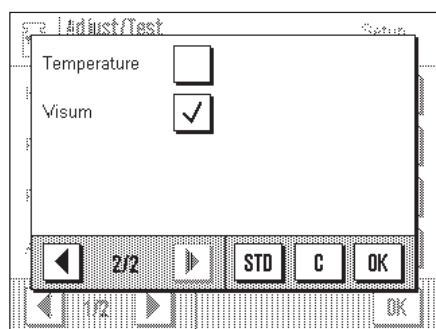 Adjust/Test Setup
Temperature
Visum
2/2 STD C OK
1/2 OK